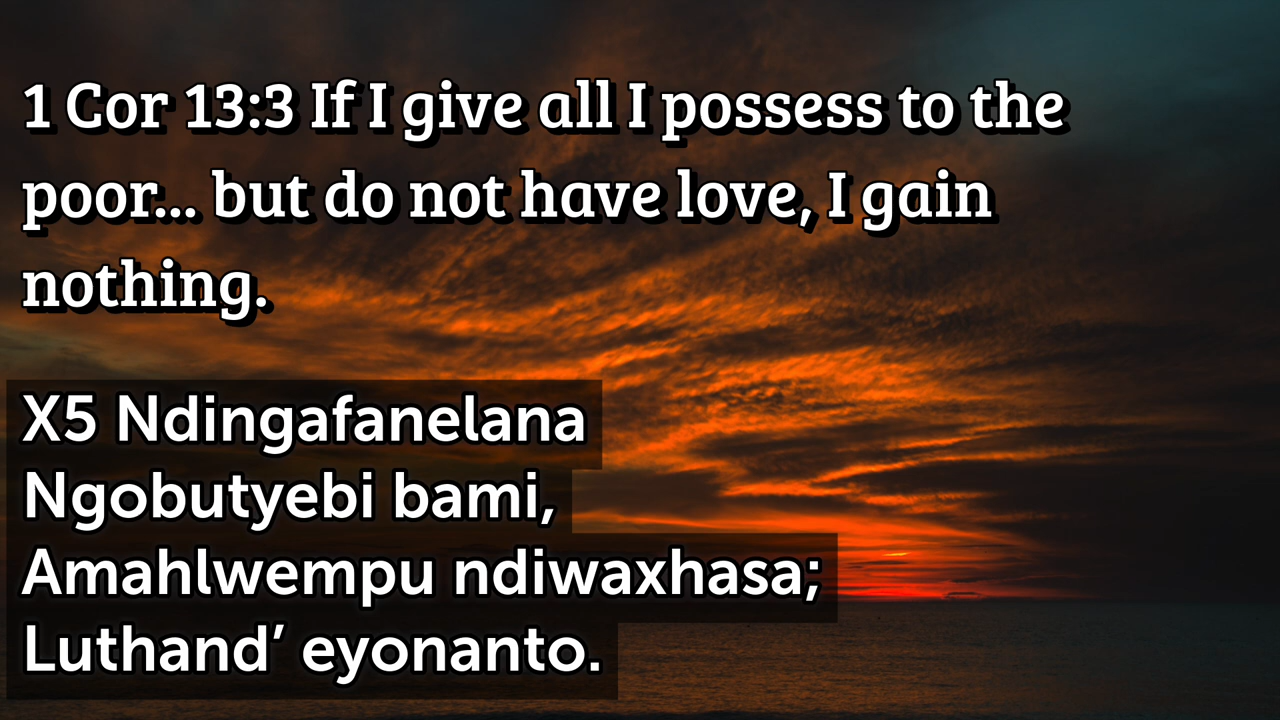 1 Cor 13:3 If I give all I possess to the
poor... but do not have love, I gain
nothing.
X5 Ndingafanelana
Ngobutyebi bami,
Amahlwempu ndiwaxhasa;
Luthand’ eyonanto.